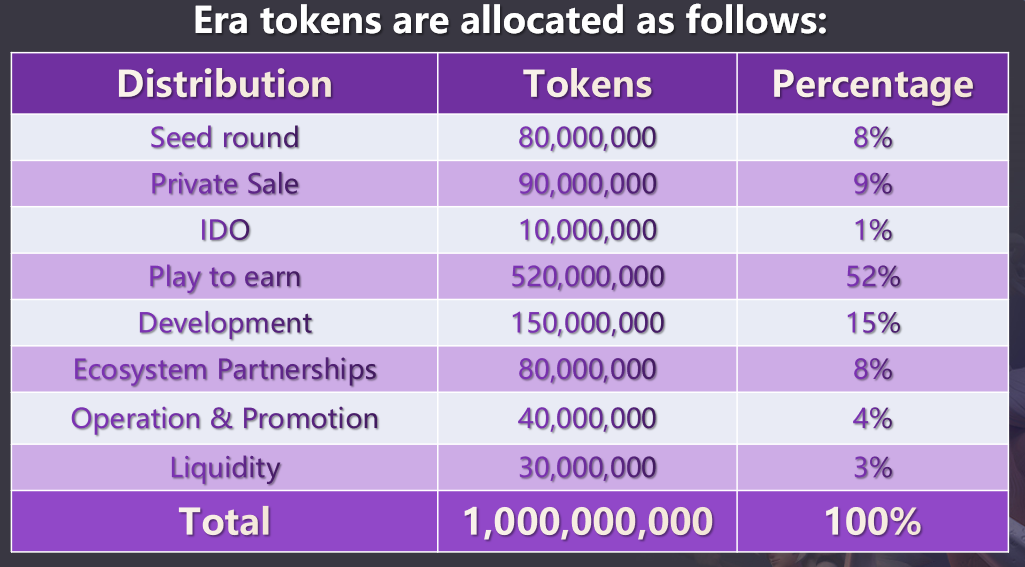 Era tokens are allocated as follows:
Distribution Tokens Percentage
Seed round 80,000,000 8%
Private Sale 90,000,000 9%
IDO 10,000,000 1%
Play to earn 520,000,000 52%
Development 150,000,000 15%
Ecosystem Partnerships 80,000,000 8%
Operation & Promotion 40,000,000 4%
Liquidity 30,000,000 3%
Total 1,000,000,000 100%